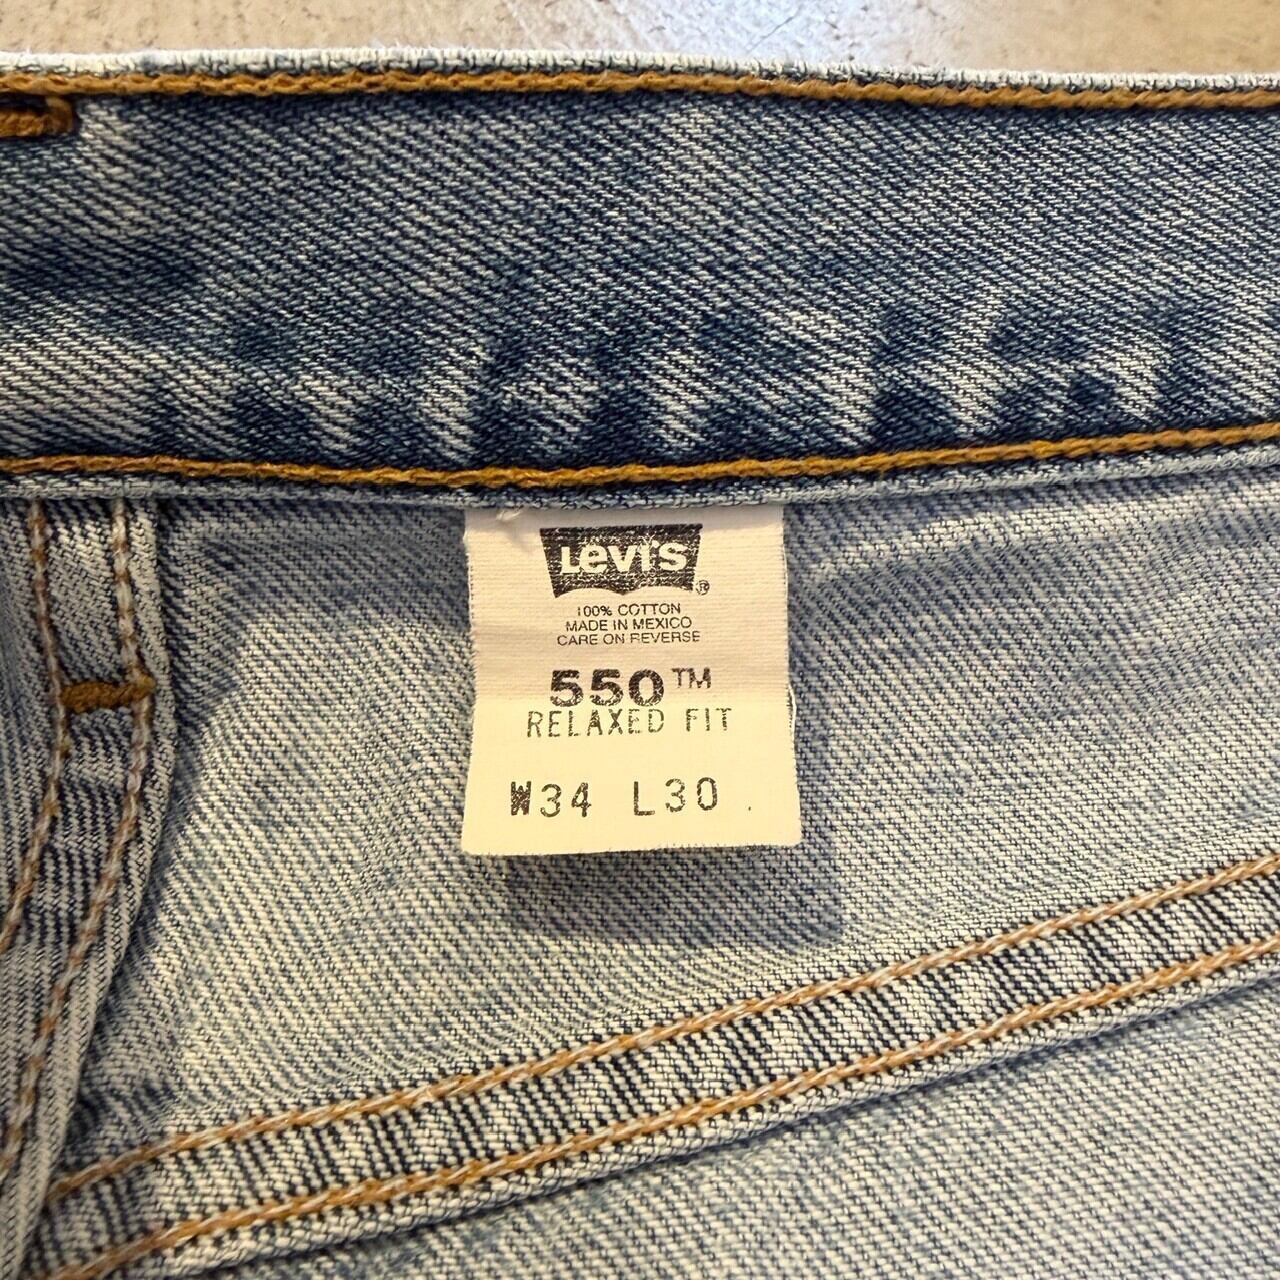 Levi's®
100% COTTON
MADE IN MEXICO
CARE ON REVERSE
550™
RELAXED FIT
W34 L30